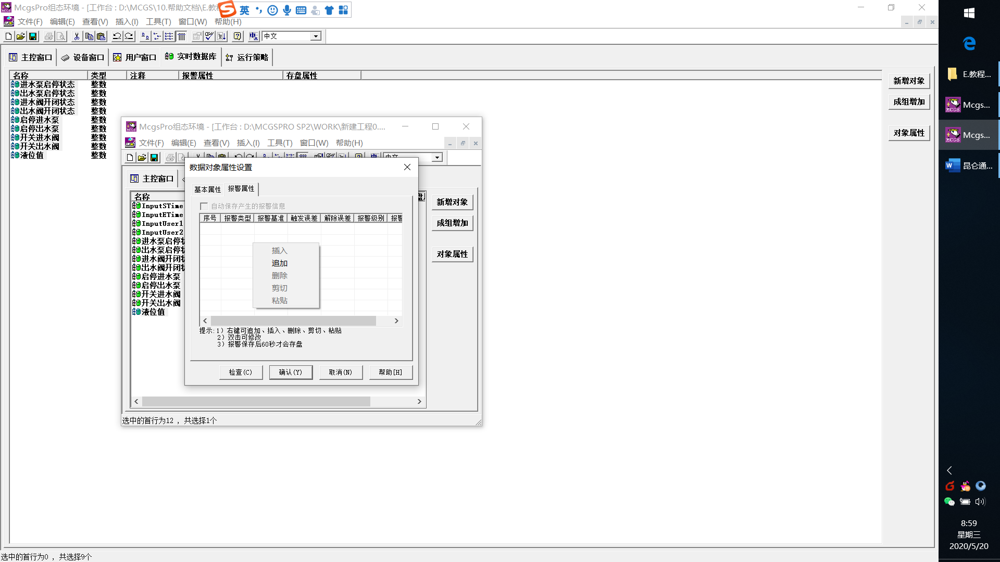 McgsPro组态环境 - [工作台 : D:\MCGS\10.帮助文档\E.教
英
文件(F) 编辑(E) 查看(V) 插入(I) 工具(T) 窗口(W) 帮助(H)
中文
主控窗口 设备窗口 用户窗口 实时数据库 运行策略
名称 类型 注释 报警属性 存盘属性
进水泵启停状态 整数
出水泵启停状态 整数
进水阀开闭状态 整数
出水阀开闭状态 整数
启停进水泵 整数
启停出水泵 整数
开关进水阀 整数
开关出水阀 整数
液位值 整数
新增对象
成组增加
对象属性
McgsPro组态环境 - [工作台 : D:\MCGSPRO SP2\WORK\新建工程0....
文件(F) 编辑(E) 查看(V) 插入(I) 工具(T) 窗口(W) 帮助(H)
主控窗口
名称
InputSTime
InputETime
InputUser1
InputUser2
进水泵启停
出水泵启停
进水阀开闭
出水阀开闭
启停进水泵
启停出水泵
开关进水阀
开关出水阀
液位值
新增对象
成组增加
对象属性
选中的首行为12 ，共选择1个
数据对象属性设置
基本属性 报警属性
自动保存产生的报警信息
序号 报警类型 报警基准 触发误差 解除误差 报警级别 报警
插入
追加
删除
剪切
粘贴
提示:1）右键可追加、插入、删除、剪切、粘贴
2）双击可修改
3）报警保存后60秒才会存盘
检查(C) 确认(Y) 取消(N) 帮助[H]
选中的首行为0 ，共选择9个
E.教程...
Mcgs...
Mcgs...
昆仑通...
8:59
星期三
2020/5/20